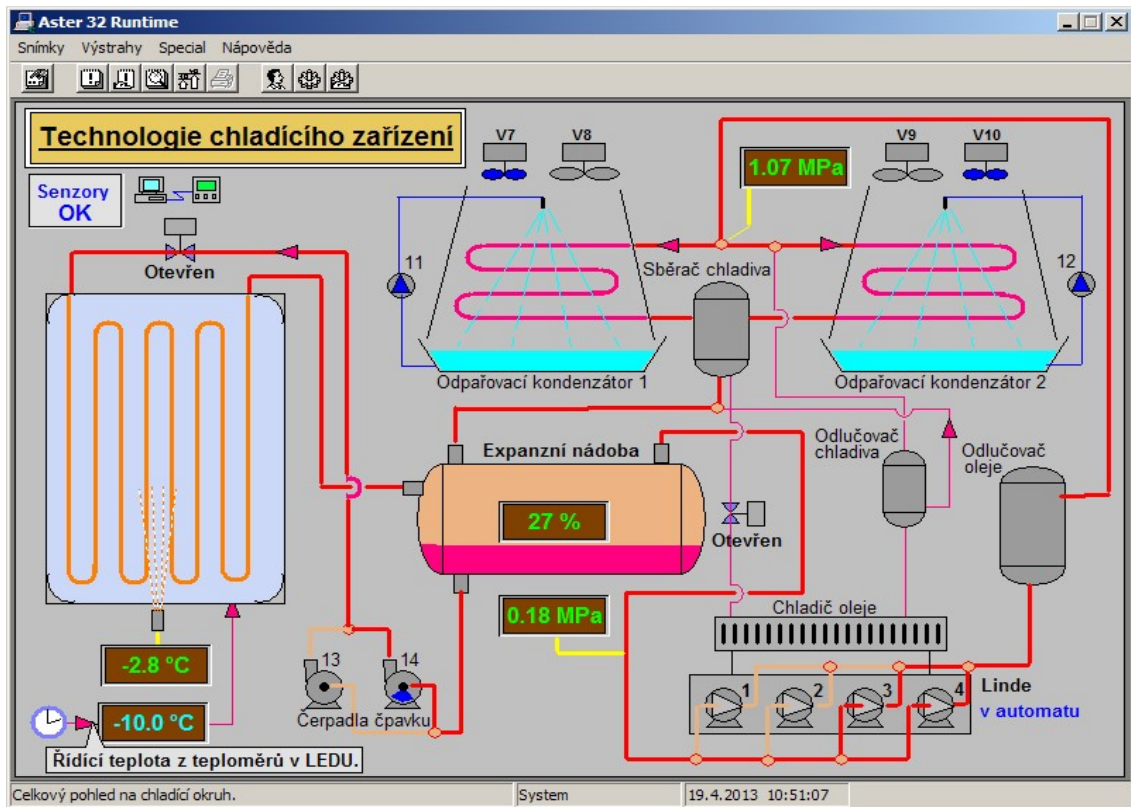 Aster 32 Runtime
Snímky Výstrahy Special Nápověda
Technologie chladícího zařízení
V7 V8 V9 V10
1.07 MPa
Senzory
OK
Otevřen
11
Sběrač chladiva
12
Odpařovací kondenzátor 1
Odpařovací kondenzátor 2
Expanzní nádoba
Odlučovač
chladiva
Odlučovač
oleje
27 %
Otevřen
0.18 MPa
Chladič oleje
-2.8 °C
13 14
Čerpadla čpavku
1 2 3 4
Linde
v automatu
-10.0 °C
Řídící teplota z teploměrů v LEDU.
Celkový pohled na chladící okruh. System 19.4.2013 10:51:07